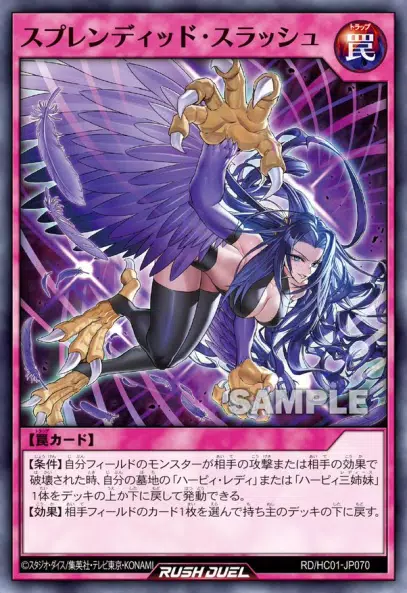 スプレンディッド・スラッシュ
トラップ
罠
SAMPLE
【罠カード】
【条件】自分フィールドのモンスターが相手の攻撃または相手の効果で
破壊された時、自分の墓地の「ハーピィ・レディ」または「ハーピィ三姉妹」
1体をデッキの上か下に戻して発動できる。
【効果】相手フィールドのカード1枚を選んで持ち主のデッキの下に戻す。
©スタジオ・ダイス/集英社・テレビ東京・KONAMI
RUSH DUEL
RD/HC01-JP070